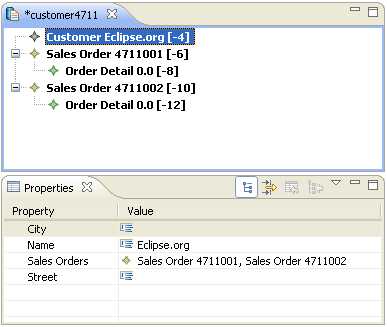 *customer4711
Customer Eclipse.org [-4]
Sales Order 4711001 [-6]
Order Detail 0.0 [-8]
Sales Order 4711002 [-10]
Order Detail 0.0 [-12]
Properties
Property Value
City
Name Eclipse.org
Sales Orders Sales Order 4711001, Sales Order 4711002
Street